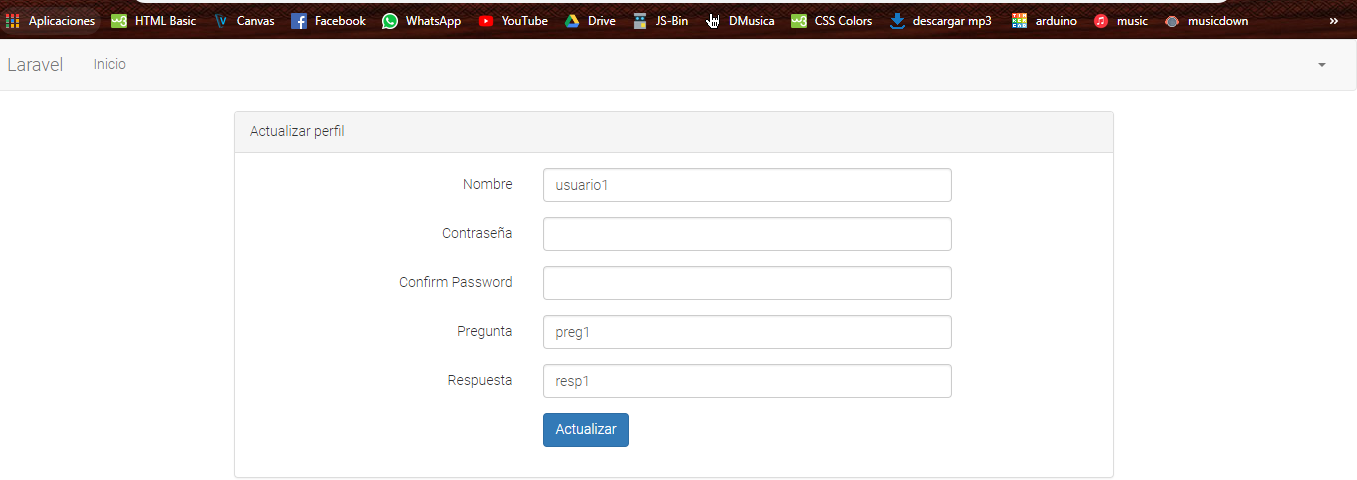 Aplicaciones HTML Basic Canvas Facebook WhatsApp YouTube Drive JS-Bin DMusica CSS Colors descargar mp3 arduino music musicdown »
Laravel Inicio
Actualizar perfil
Nombre usuario1
Contraseña
Confirm Password
Pregunta preg1
Respuesta resp1
Actualizar